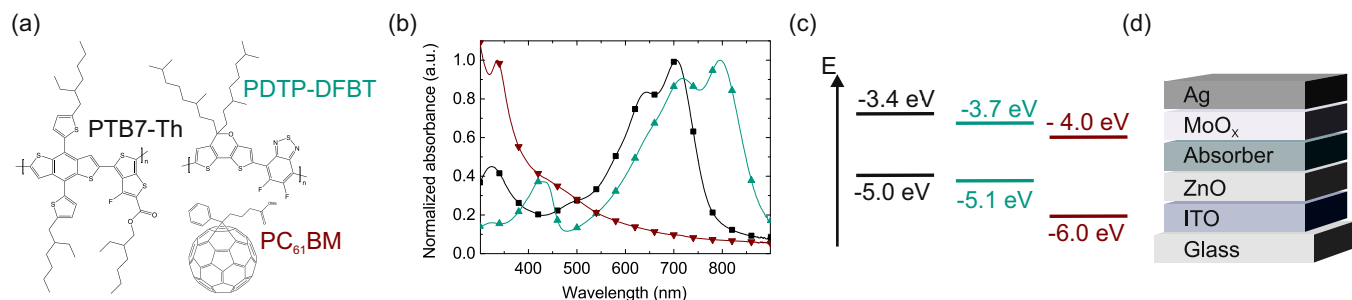 (a)
PTB7-Th
PDTP-DFBT
PC61BM
S
S
S
S
S
S
F
O
O
n
O
S
S
N
S
N
F
F
n
O
OMe
(b)
Normalized absorbance (a.u.)
1.0
0.8
0.6
0.4
0.2
0.0
400 500 600 700 800
Wavelength (nm)
(c)
E
-3.4 eV
-5.0 eV
-3.7 eV
-5.1 eV
- 4.0 eV
-6.0 eV
(d)
Ag
MoOx
Absorber
ZnO
ITO
Glass